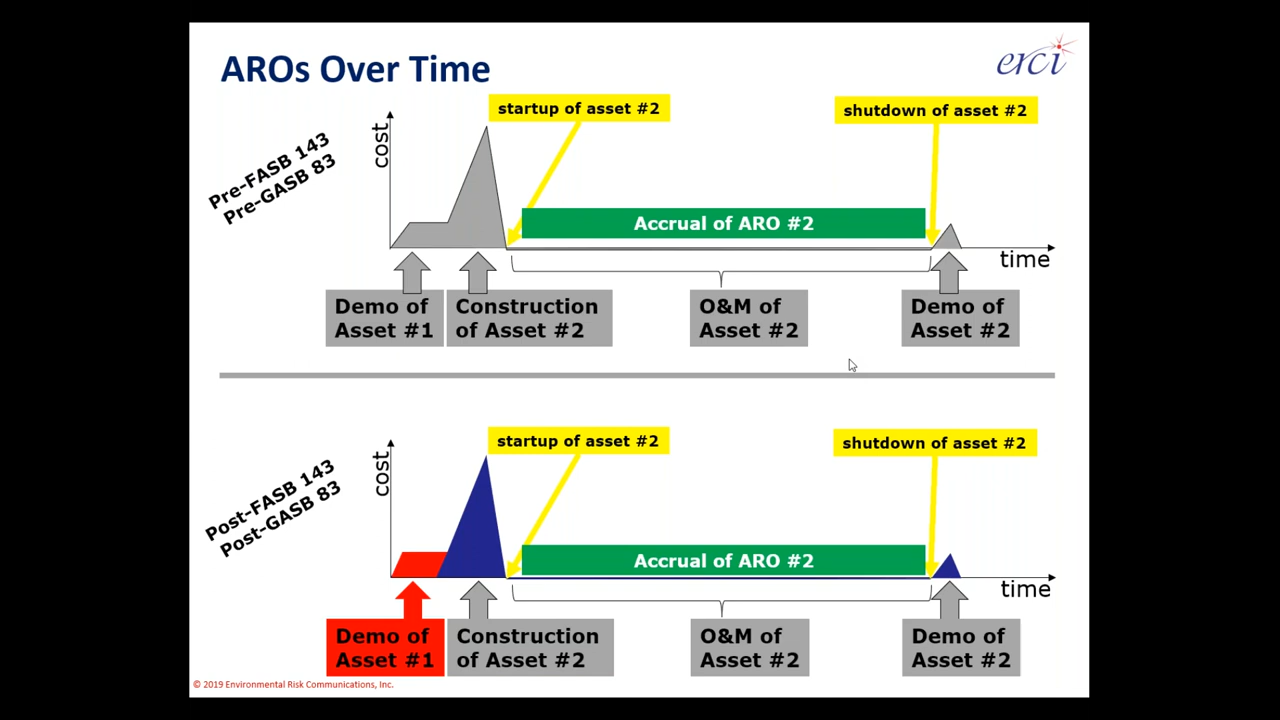 AROs Over Time
erci
startup of asset #2
shutdown of asset #2
Pre-FASB 143
Pre-GASB 83
cost
Accrual of ARO #2
time
Demo of
Asset #1
Construction
of Asset #2
O&M of
Asset #2
Demo of
Asset #2
startup of asset #2
shutdown of asset #2
Post-FASB 143
Post-GASB 83
cost
Accrual of ARO #2
time
Demo of
Asset #1
Construction
of Asset #2
O&M of
Asset #2
Demo of
Asset #2
© 2019 Environmental Risk Communications, Inc.